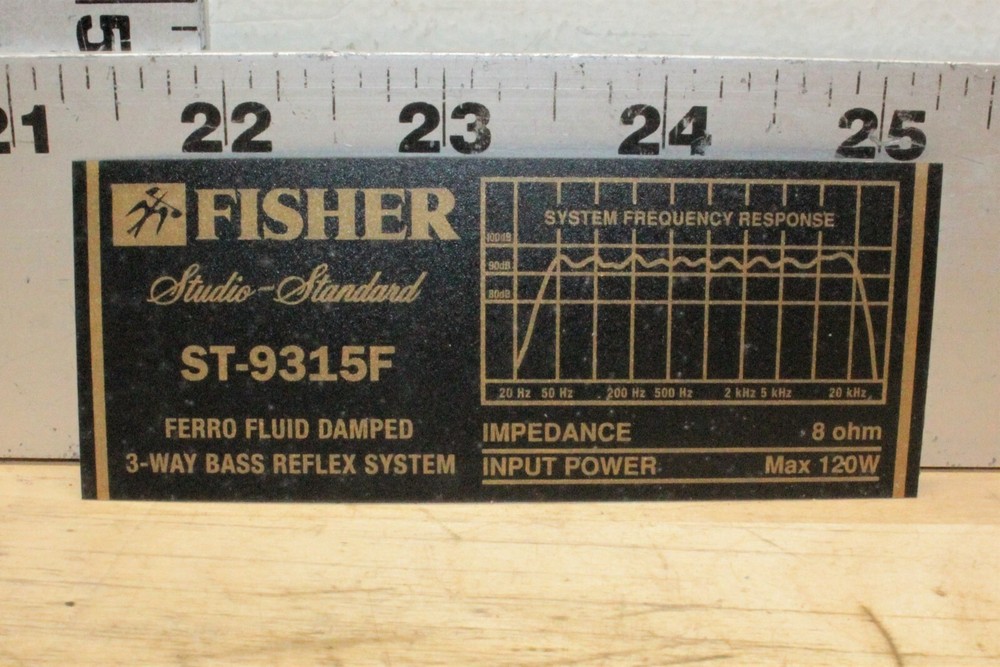 5
21 22 23 24 25
FISHER
Studio-Standard
ST-9315F
FERRO FLUID DAMPED
3-WAY BASS REFLEX SYSTEM
SYSTEM FREQUENCY RESPONSE
100dB
90dB
80dB
20 Hz 50 Hz 200 Hz 500 Hz 2 kHz 5 kHz 20 kHz
IMPEDANCE 8 ohm
INPUT POWER Max 120W